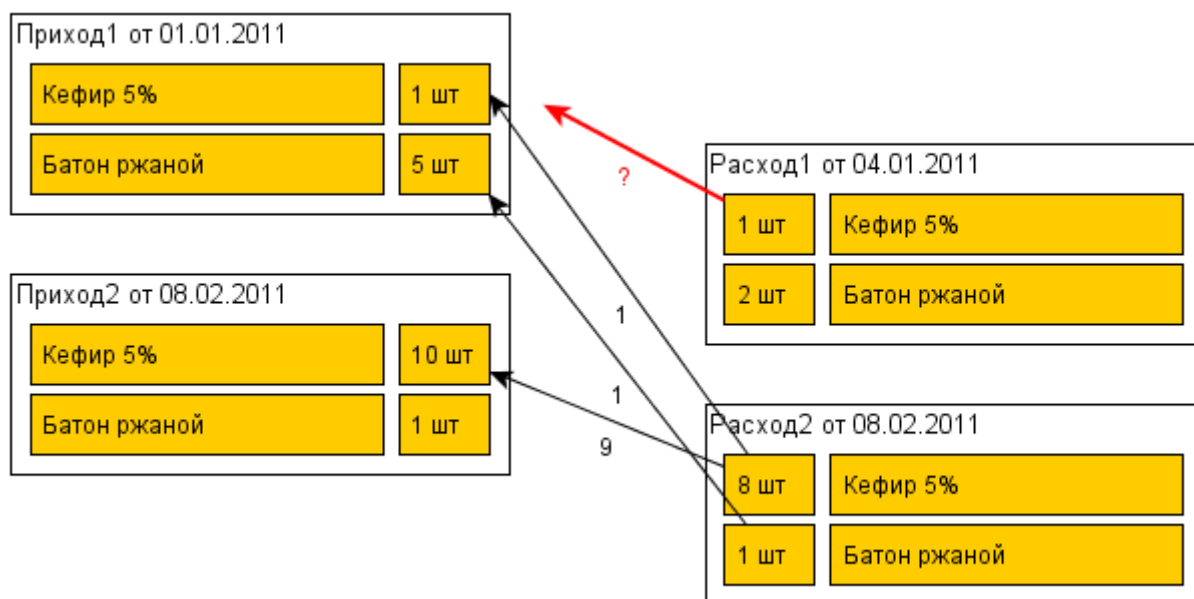 Приход1 от 01.01.2011
Кефир 5% 1 шт
Батон ржаной 5 шт
Приход2 от 08.02.2011
Кефир 5% 10 шт
Батон ржаной 1 шт
?
1
1
9
Расход1 от 04.01.2011
1 шт Кефир 5%
2 шт Батон ржаной
Расход2 от 08.02.2011
8 шт Кефир 5%
1 шт Батон ржаной